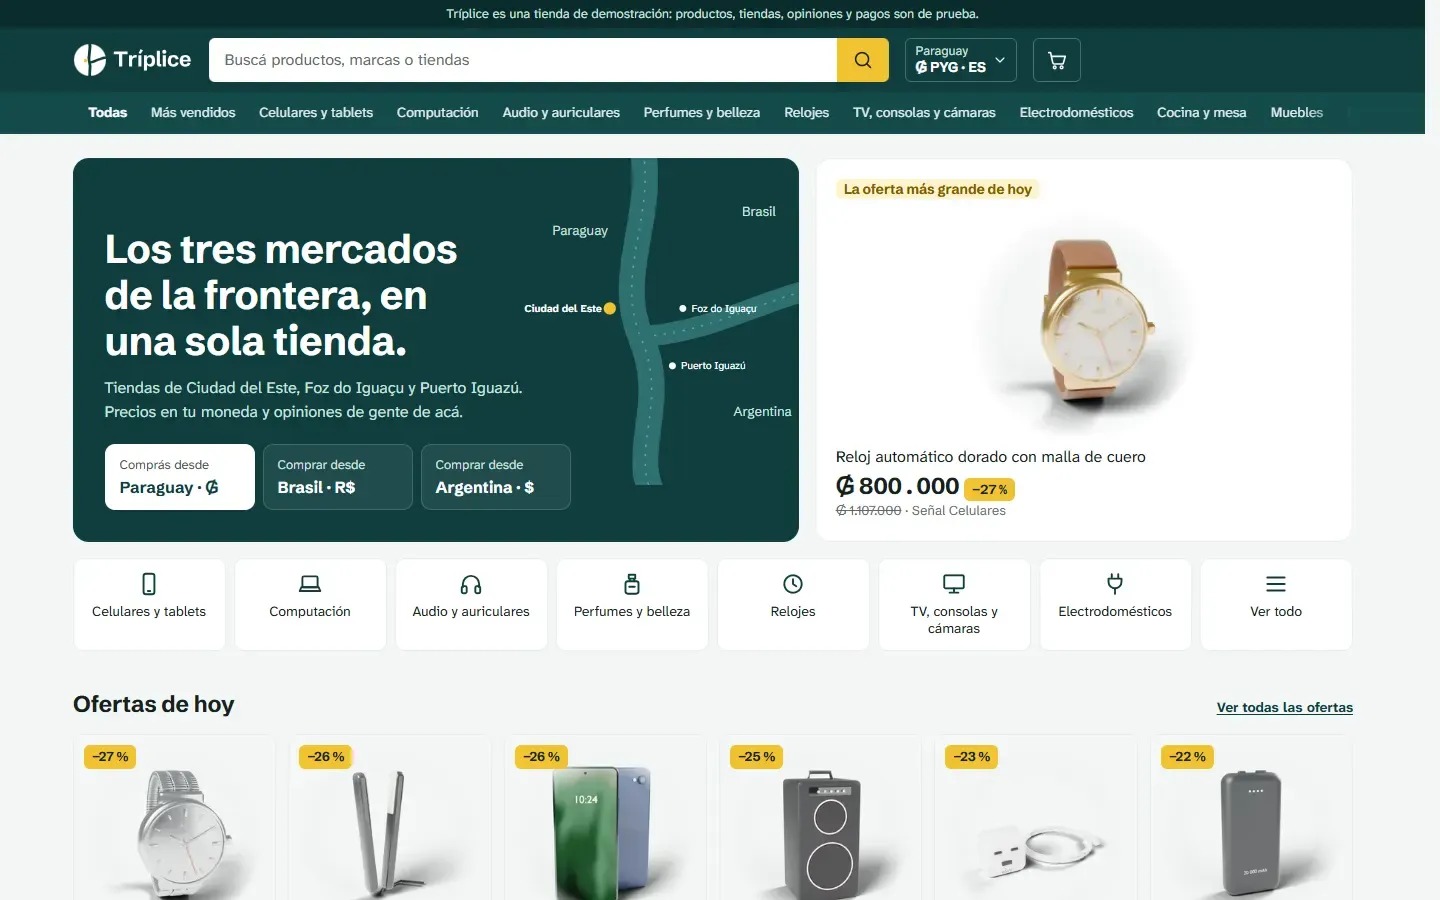 Tríplice es una tienda de demostración: productos, tiendas, opiniones y pagos son de prueba.
Tríplice
Buscá productos, marcas o tiendas
Paraguay
₲ PYG · ES
Todas
Más vendidos
Celulares y tablets
Computación
Audio y auriculares
Perfumes y belleza
Relojes
TV, consolas y cámaras
Electrodomésticos
Cocina y mesa
Muebles
Los tres mercados
de la frontera, en
una sola tienda.
Tiendas de Ciudad del Este, Foz do Iguaçu y Puerto Iguazú.
Precios en tu moneda y opiniones de gente de acá.
Comprás desde
Paraguay · ₲
Comprar desde
Brasil · R$
Comprar desde
Argentina · $
Paraguay
Brasil
Ciudad del Este
Foz do Iguaçu
Puerto Iguazú
Argentina
La oferta más grande de hoy
Reloj automático dorado con malla de cuero
₲ 800.000 −27 %
₲ 1.107.000 · Señal Celulares
Celulares y tablets
Computación
Audio y auriculares
Perfumes y belleza
Relojes
TV, consolas y
cámaras
Electrodomésticos
Ver todo
Ofertas de hoy
Ver todas las ofertas
−27 %
−26 %
−26 %
−25 %
−23 %
−22 %
10:24
20 000 mAh